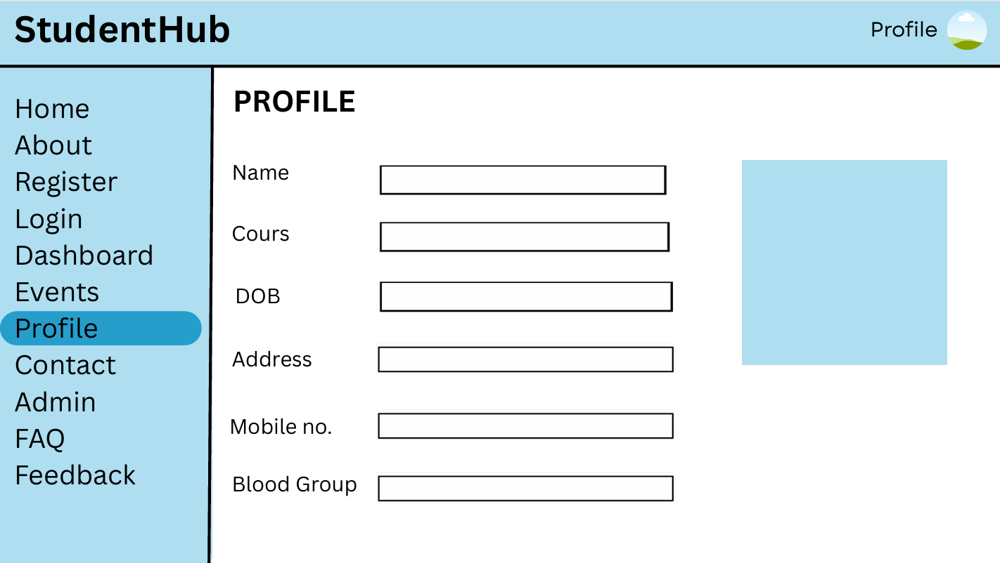 StudentHub
Profile
Home
About
Register
Login
Dashboard
Events
Profile
Contact
Admin
FAQ
Feedback
PROFILE
Name
Cours
DOB
Address
Mobile no.
Blood Group